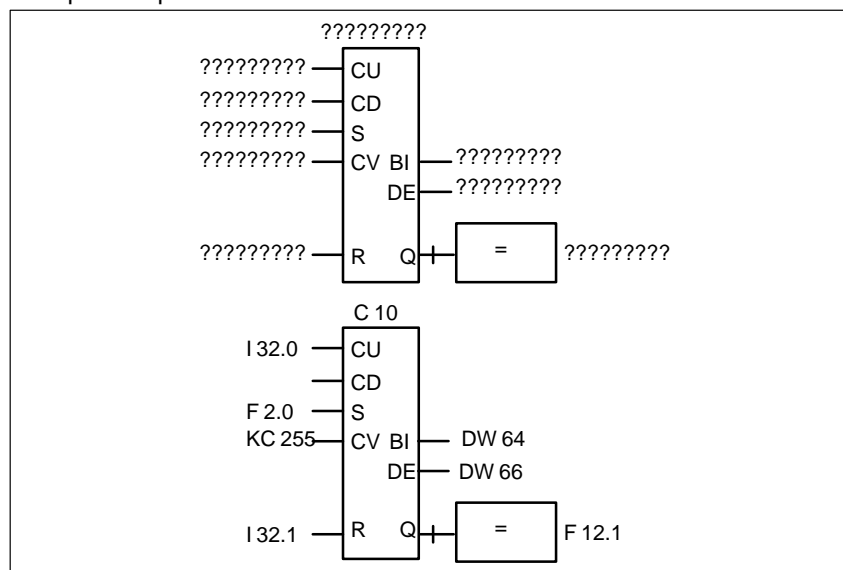 ?????????
????????? CU
????????? CD
????????? S
????????? CV BI ?????????
DE ?????????
????????? R Q = ?????????
C 10
I 32.0 CU
CD
F 2.0 S
KC 255 CV BI DW 64
DE DW 66
I 32.1 R Q = F 12.1